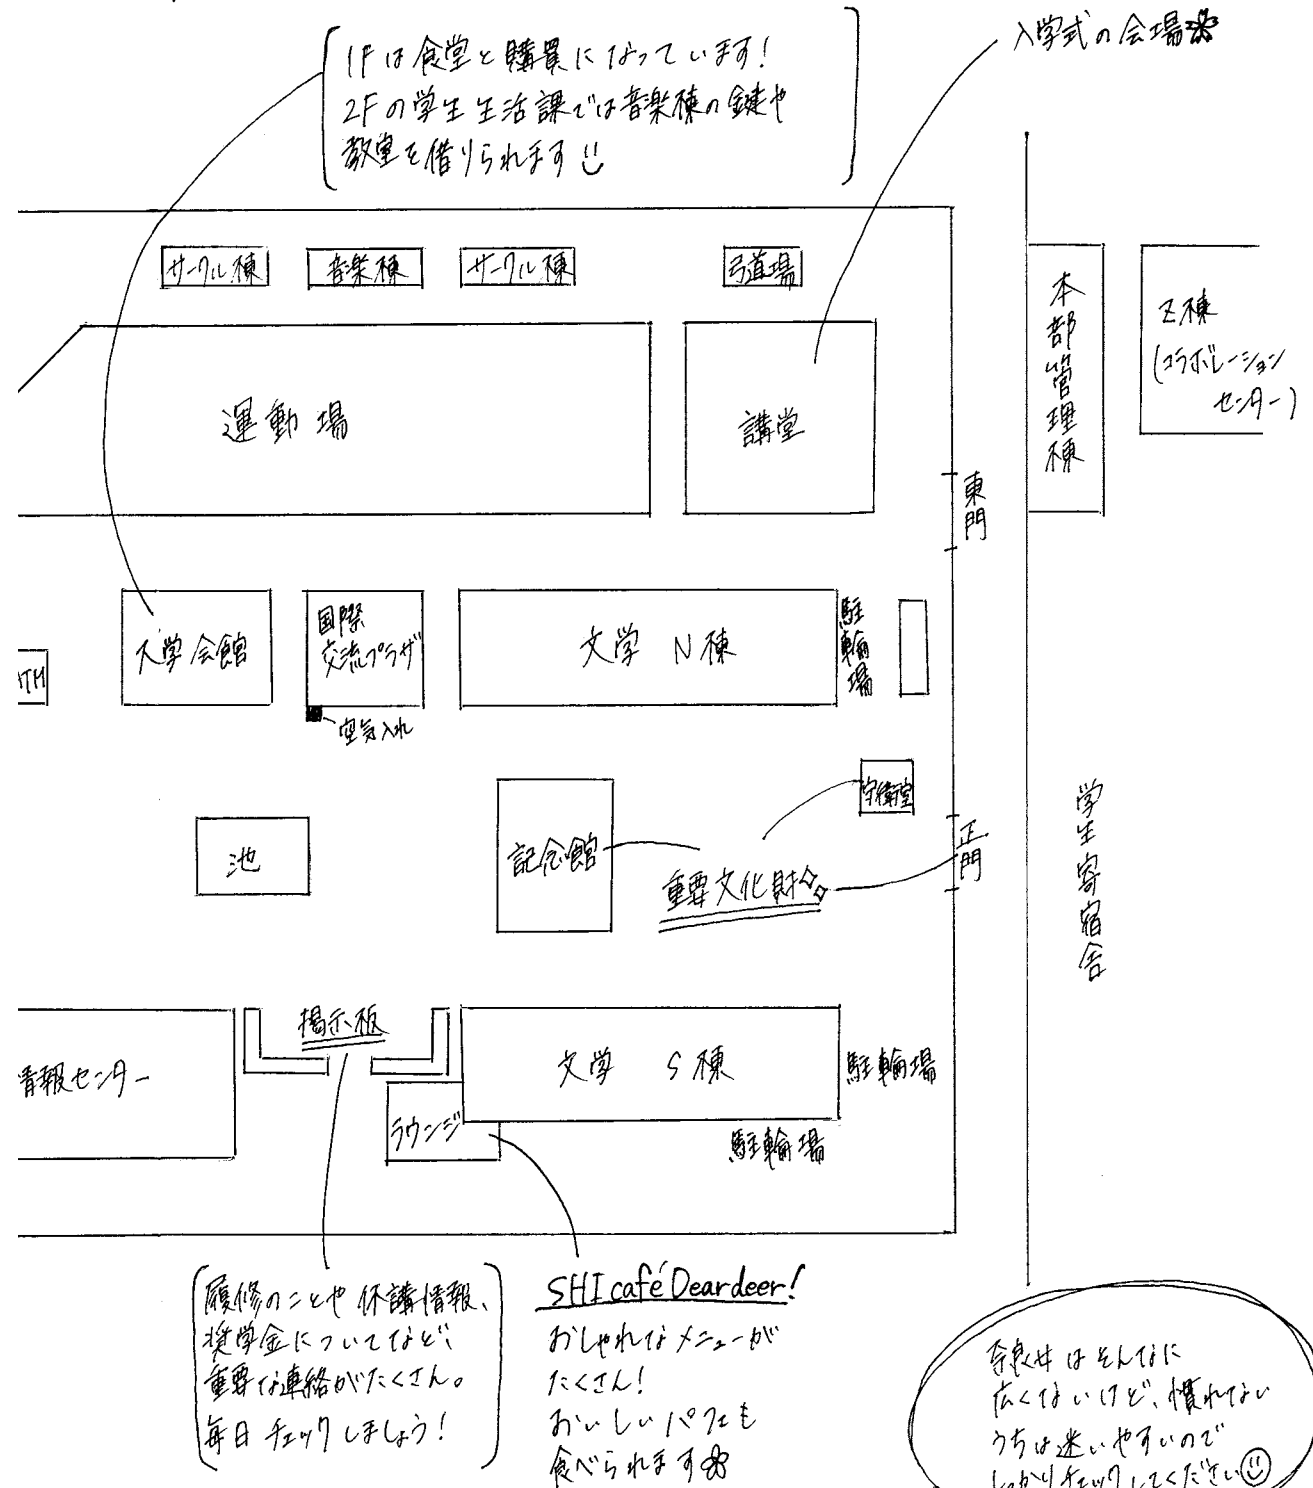 1Fは食堂と購買になっています!
2Fの学生生活課では音楽棟の鍵や
教室を借りられます
入学式の会場
サークル棟
音楽棟
サークル棟
弓道場
本部管理棟
Z棟
(コラボレーション
センター)
運動場
講堂
東門
大学会館
国際
交流プラザ
文学 N棟
駐輪場
空気入れ
守衛室
正門
学生寄宿舎
池
記念館
重要文化財
掲示板
情報センター
文学 S棟
駐輪場
ラウンジ
駐輪場
履修のことや休講情報、
奨学金についてなど、
重要な連絡がたくさん。
毎日チェックしましょう!
SHI café Deardeer!
おしゃれなメニューが
たくさん!
おいしいパフェも
食べられます
奈良女はそんなに
広くないけど、慣れない
うちは迷いやすいので
しっかりチェックしてください